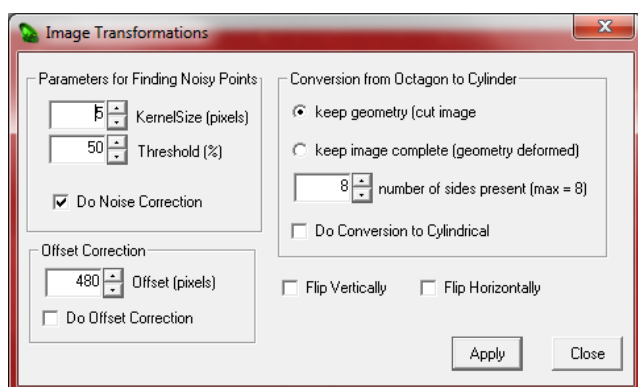 Image Transformations
Parameters for Finding Noisy Points
5 KernelSize (pixels)
50 Threshold (%)
Do Noise Correction
Offset Correction
480 Offset (pixels)
Do Offset Correction
Conversion from Octagon to Cylinder
keep geometry (cut image
keep image complete (geometry deformed)
8 number of sides present (max = 8)
Do Conversion to Cylindrical
Flip Vertically Flip Horizontally
Apply Close